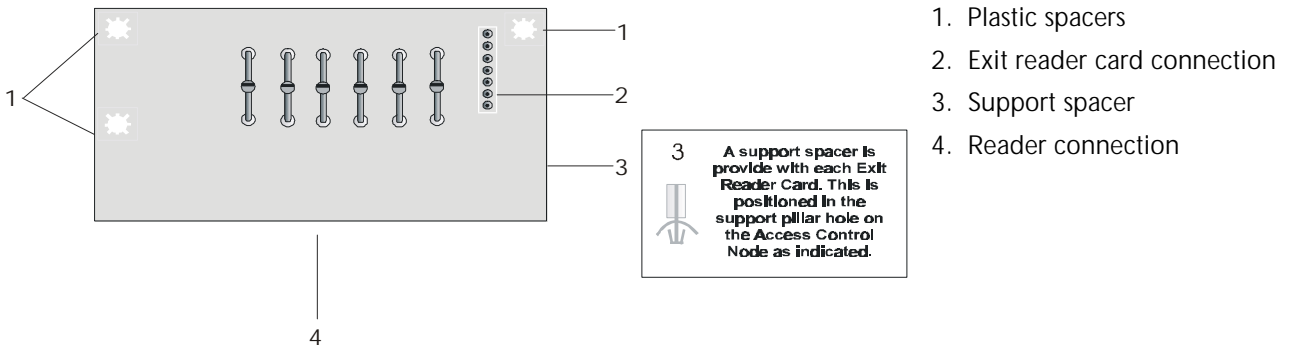 1
1
2
3
4
3
A support spacer is
provide with each Exit
Reader Card. This is
positioned in the
support pillar hole on
the Access Control
Node as indicated.
1. Plastic spacers
2. Exit reader card connection
3. Support spacer
4. Reader connection